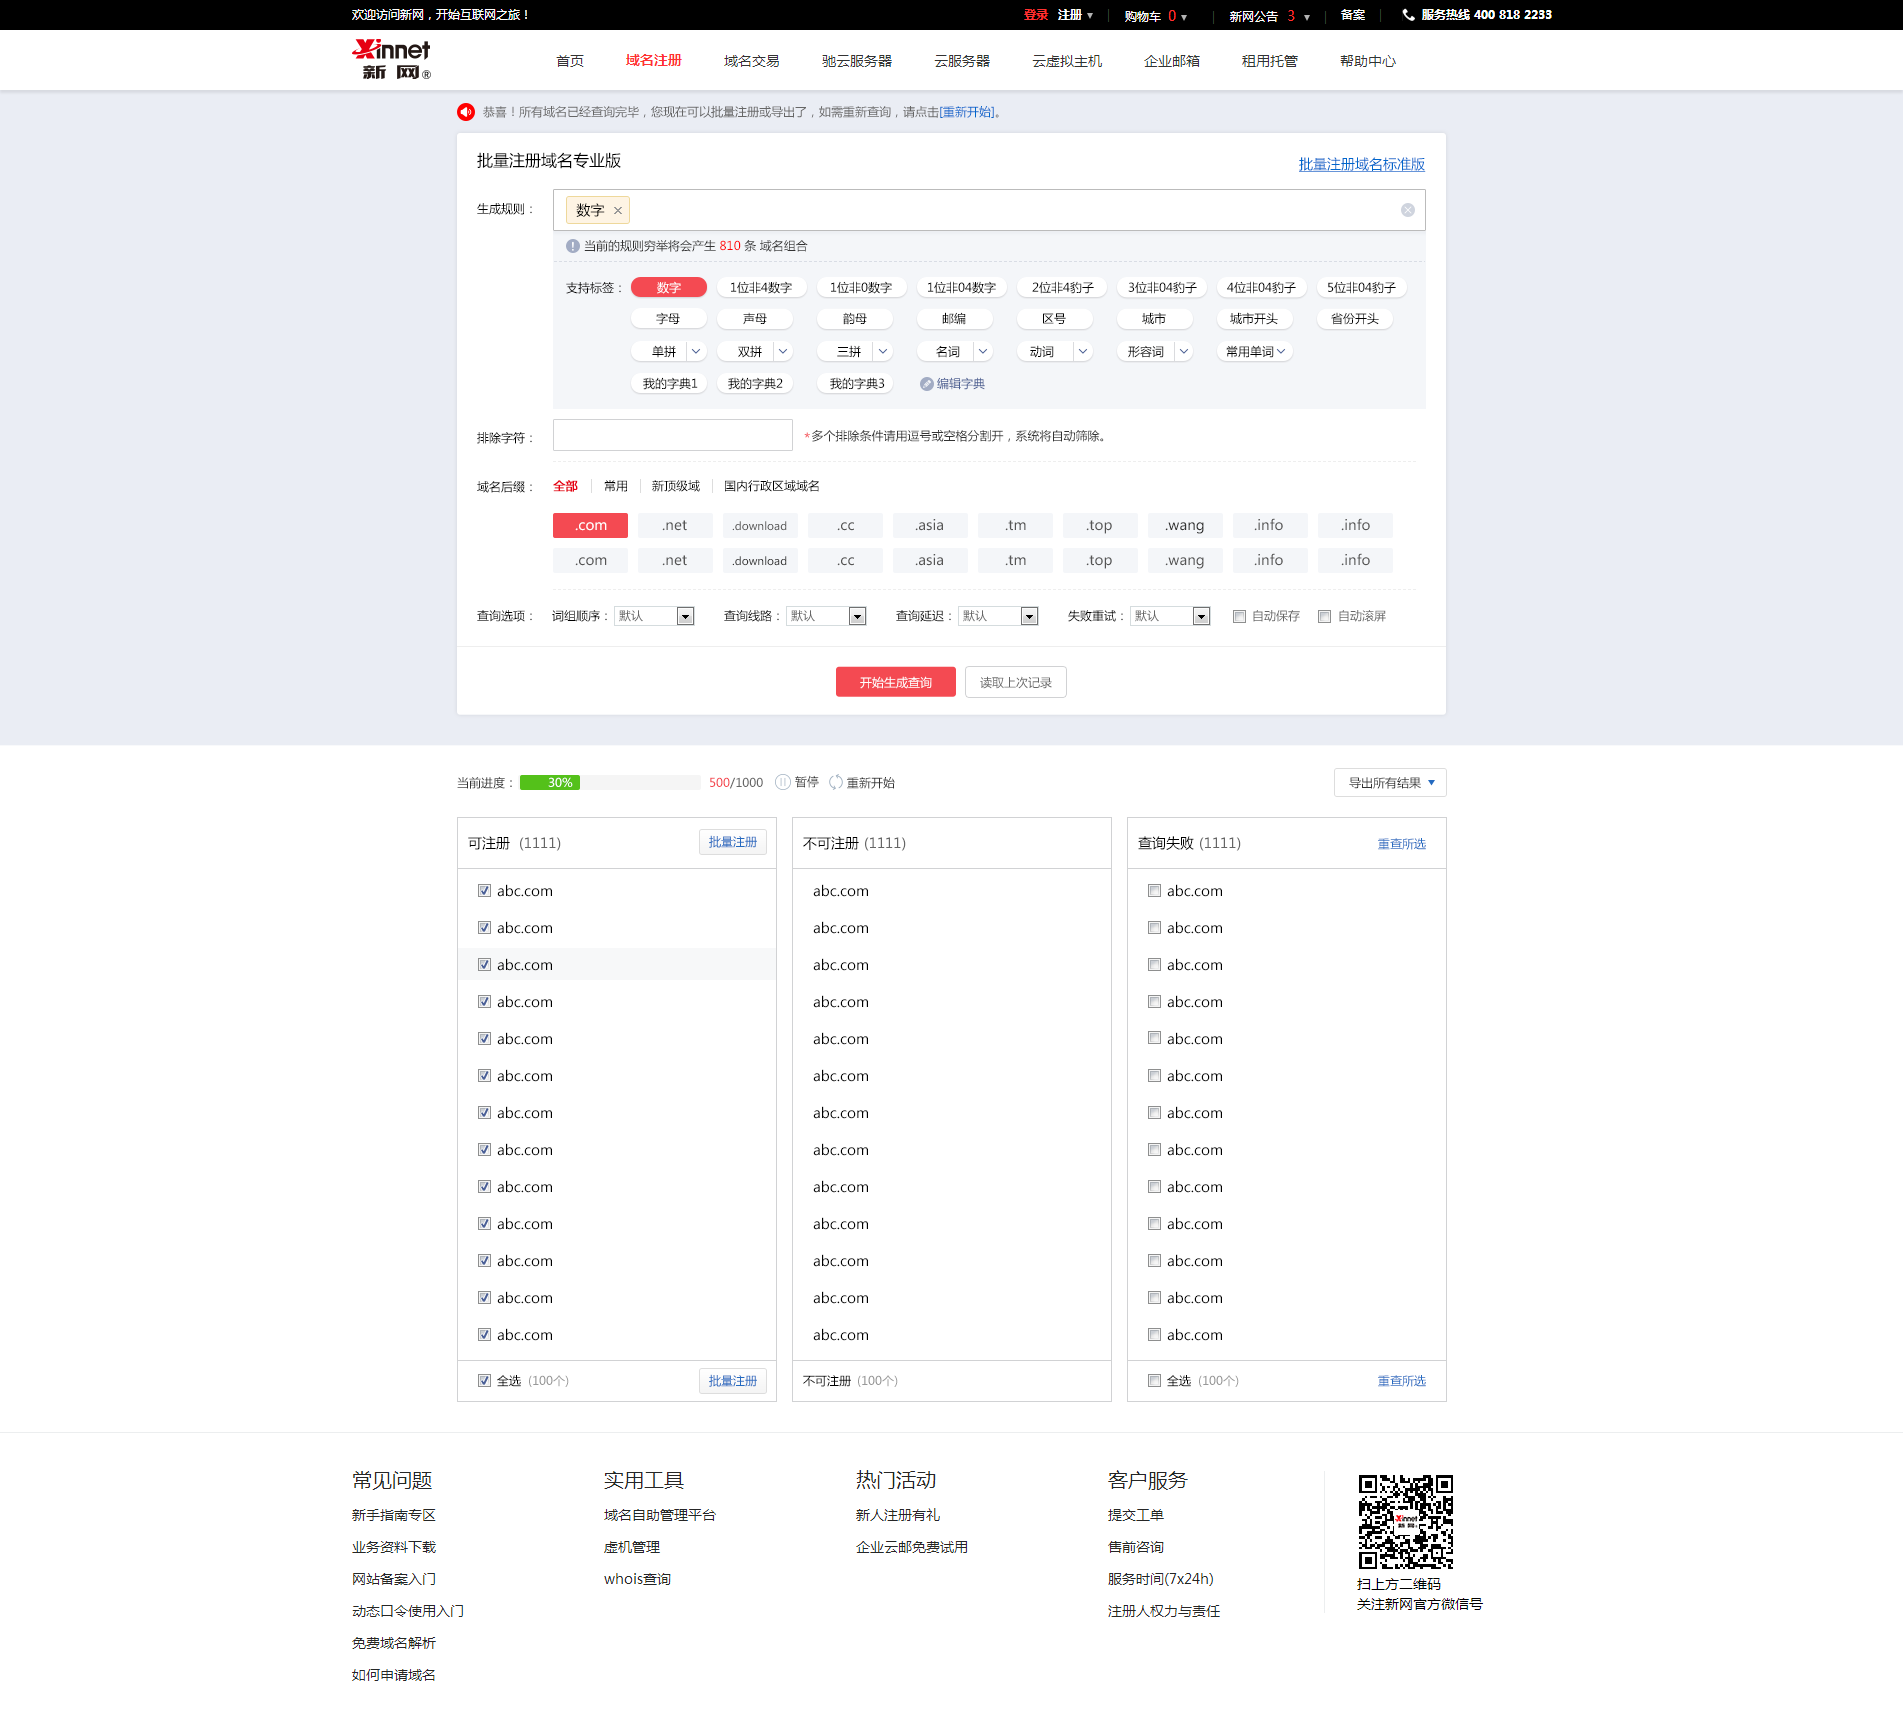 欢迎访问新网，开始互联网之旅！ 登录 注册 购物车 0 新网公告 3 备案 服务热线 400 818 2233
Xinnet 新网® 首页 域名注册 域名交易 驰云服务器 云服务器 云虚拟主机 企业邮箱 租用托管 帮助中心
恭喜！所有域名已经查询完毕，您现在可以批量注册或导出了，如需重新查询，请点击[重新开始]。
批量注册域名专业版 批量注册域名标准版
生成规则： 数字 ×
当前的规则穷举将会产生 810 条 域名组合
支持标签： 数字 1位非4数字 1位非0数字 1位非04数字 2位非4豹子 3位非04豹子 4位非04豹子 5位非04豹子
字母 声母 韵母 邮编 区号 城市 城市开头 省份开头
单拼 双拼 三拼 名词 动词 形容词 常用单词
我的字典1 我的字典2 我的字典3 编辑字典
排除字符： *多个排除条件请用逗号或空格分割开，系统将自动筛除。
域名后缀： 全部 常用 新顶级域 国内行政区域域名
.com .net .download .cc .asia .tm .top .wang .info .info
.com .net .download .cc .asia .tm .top .wang .info .info
查询选项： 词组顺序： 默认 查询线路： 默认 查询延迟： 默认 失败重试： 默认 自动保存 自动滚屏
开始生成查询 读取上次记录
当前进度： 30% 500/1000 暂停 重新开始 导出所有结果
可注册 (1111) 批量注册 不可注册 (1111) 查询失败 (1111) 重查所选
abc.com abc.com abc.com
abc.com abc.com abc.com
abc.com abc.com abc.com
abc.com abc.com abc.com
abc.com abc.com abc.com
abc.com abc.com abc.com
abc.com abc.com abc.com
abc.com abc.com abc.com
abc.com abc.com abc.com
abc.com abc.com abc.com
abc.com abc.com abc.com
abc.com abc.com abc.com
abc.com abc.com abc.com
全选 (100个) 批量注册 不可注册 (100个) 全选 (100个) 重查所选
常见问题 实用工具 热门活动 客户服务
新手指南专区 域名自助管理平台 新人注册有礼 提交工单
业务资料下载 虚机管理 企业云邮免费试用 售前咨询
网站备案入门 whois查询 服务时间(7x24h)
动态口令使用入门 注册人权力与责任
免费域名解析
如何申请域名
Xinnet
新网
扫上方二维码
关注新网官方微信号